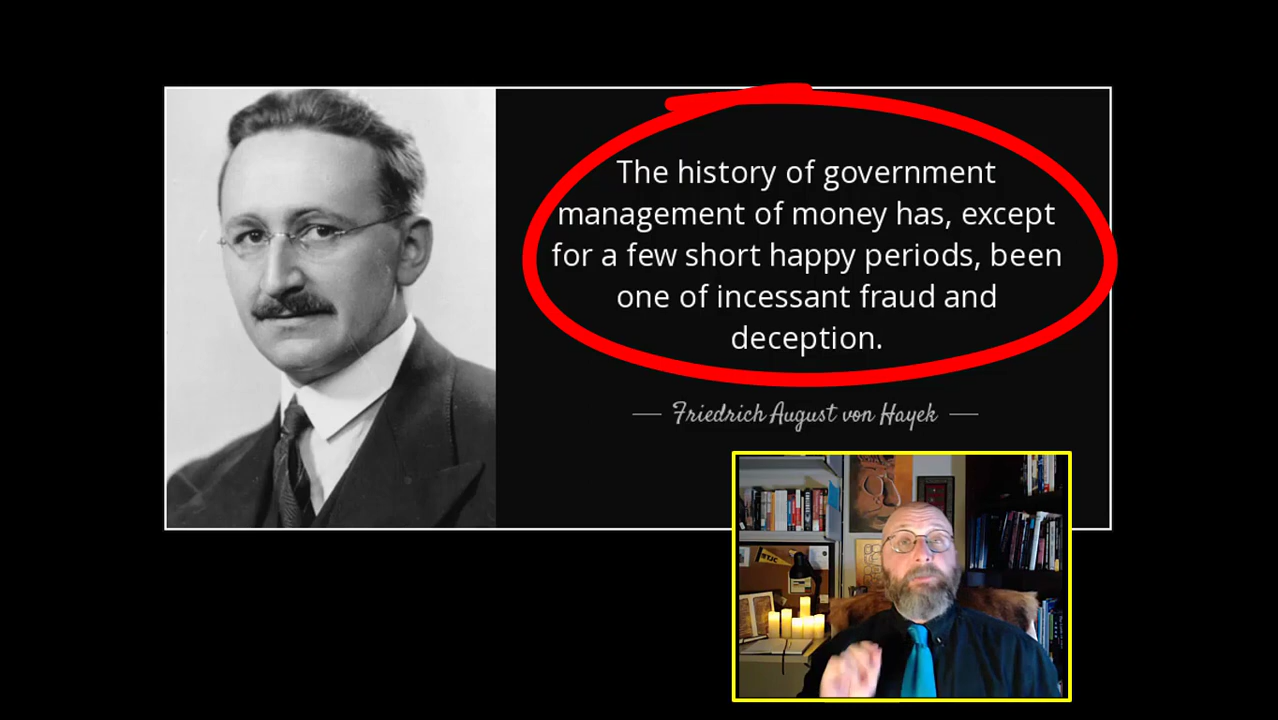 The history of government
management of money has, except
for a few short happy periods, been
one of incessant fraud and
deception.
— Friedrich August von Hayek —